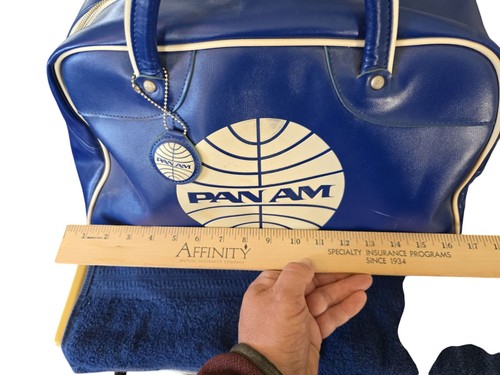 PAN AM
PAN AM
1 2 3 4 5 6 7 8 9 10 11 12 13 14 15 16 17
AFFINITY
SPECIALTY INSURANCE PROGRAMS
SINCE 1934